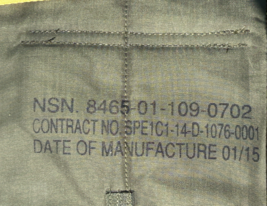 NSN. 8465-01-109-0702
CONTRACT NO. SPE1C1-14-D-1076-0001
DATE OF MANUFACTURE 01/15